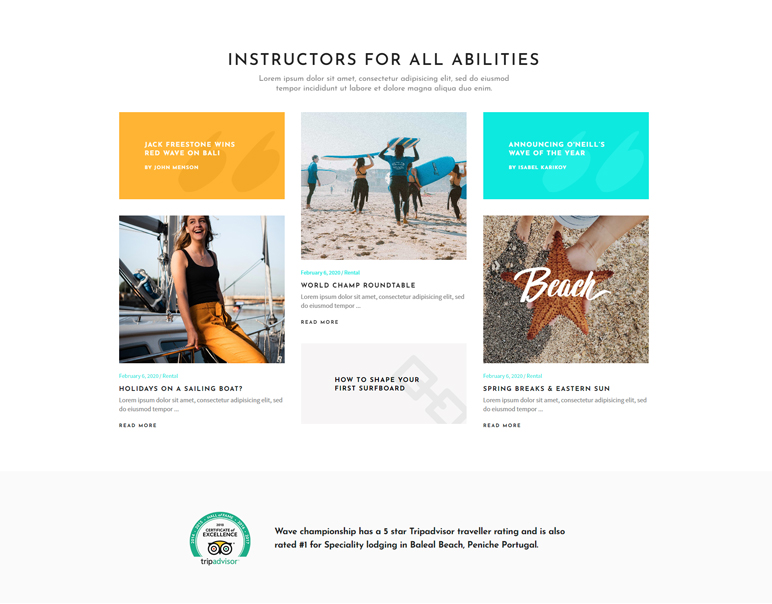 INSTRUCTORS FOR ALL ABILITIES
Lorem ipsum dolor sit amet, consectetur adipisicing elit, sed do eiusmod
tempor incididunt ut labore et dolore magna aliqua duo enim.
JACK FREESTONE WINS
RED WAVE ON BALI
BY JOHN MENSON
February 6, 2020 / Rental
HOLIDAYS ON A SAILING BOAT?
Lorem ipsum dolor sit amet, consectetur adipisicing elit, sed
do eiusmod tempor ...
READ MORE
February 6, 2020 / Rental
WORLD CHAMP ROUNDTABLE
Lorem ipsum dolor sit amet, consectetur adipisicing elit, sed
do eiusmod tempor ...
READ MORE
HOW TO SHAPE YOUR
FIRST SURFBOARD
ANNOUNCING O'NEILL'S
WAVE OF THE YEAR
BY ISABEL KARIKOV
Beach
February 6, 2020 / Rental
SPRING BREAKS & EASTERN SUN
Lorem ipsum dolor sit amet, consectetur adipisicing elit, sed
do eiusmod tempor ...
READ MORE
CERTIFICATE of
EXCELLENCE
tripadvisor
Wave championship has a 5 star Tripadvisor traveller rating and is also
rated #1 for Speciality lodging in Baleal Beach, Peniche Portugal.